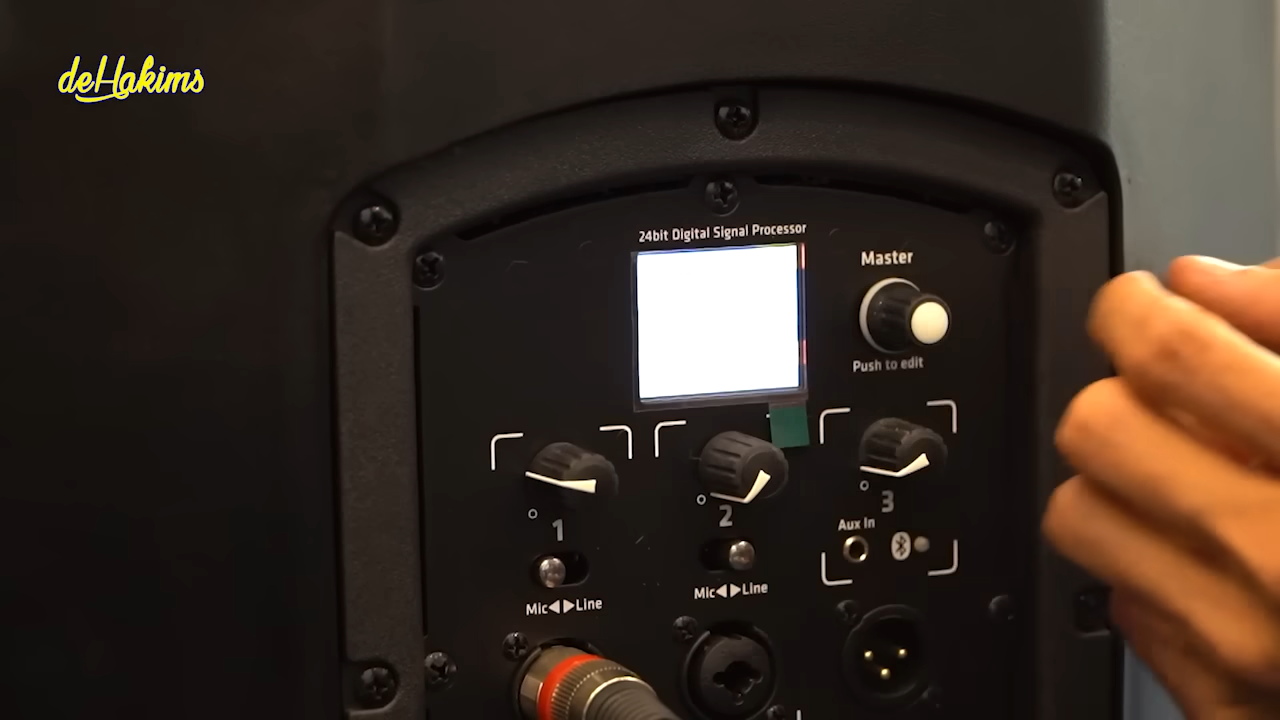 deHakims
24bit Digital Signal Processor
Master
Push to edit
1
2
3
Aux In
Mic Line
Mic Line